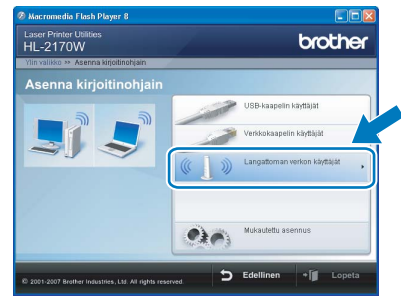 Macromedia Flash Player 8
Laser Printer Utilities
HL-2170W
brother
Ylin valikko >> Asenna kirjoitinohjain
Asenna kirjoitinohjain
USB-kaapelin käyttäjät
Verkkokaapelin käyttäjät
Langattoman verkon käyttäjät
Mukautettu asennus
© 2001-2007 Brother Industries, Ltd. All rights reserved.
Edellinen
Lopeta